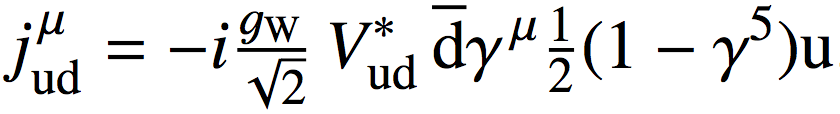 j^μ_ud = −i g_W/√2 V*_ud d̅γ^μ 1/2(1 − γ^5)u